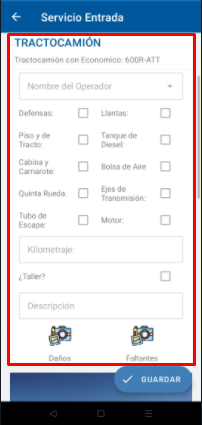 Servicio Entrada
TRACTOCAMIÓN
Tractocamión con Economico: 600R-ATT
Nombre del Operador
Defensas:
Llantas:
Piso y de
Tracto:
Tanque de
Diesel:
Cabina y
Camarote:
Bolsa de Aire
Quinta Rueda:
Ejes de
Transmisión:
Tubo de
Escape:
Motor:
Kilometraje:
¿Taller?
Descripción
Daños
Faltantes
GUARDAR